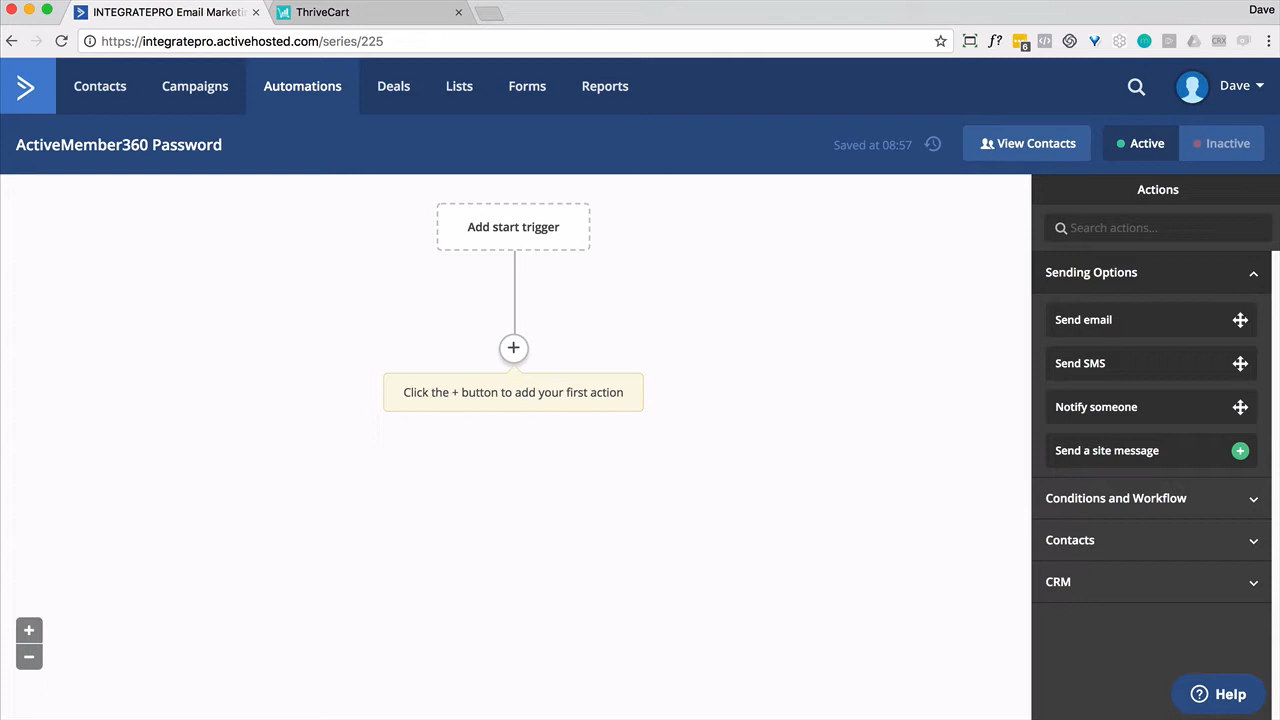 INTEGRATEPRO Email Marketi
ThriveCart
Dave
https://integratepro.activehosted.com/series/225
f?
6
Contacts
Campaigns
Automations
Deals
Lists
Forms
Reports
Dave
ActiveMember360 Password
Saved at 08:57
View Contacts
Active
Inactive
Add start trigger
+
Click the + button to add your first action
Actions
Search actions...
Sending Options
Send email
Send SMS
Notify someone
Send a site message
Conditions and Workflow
Contacts
CRM
+
−
? Help